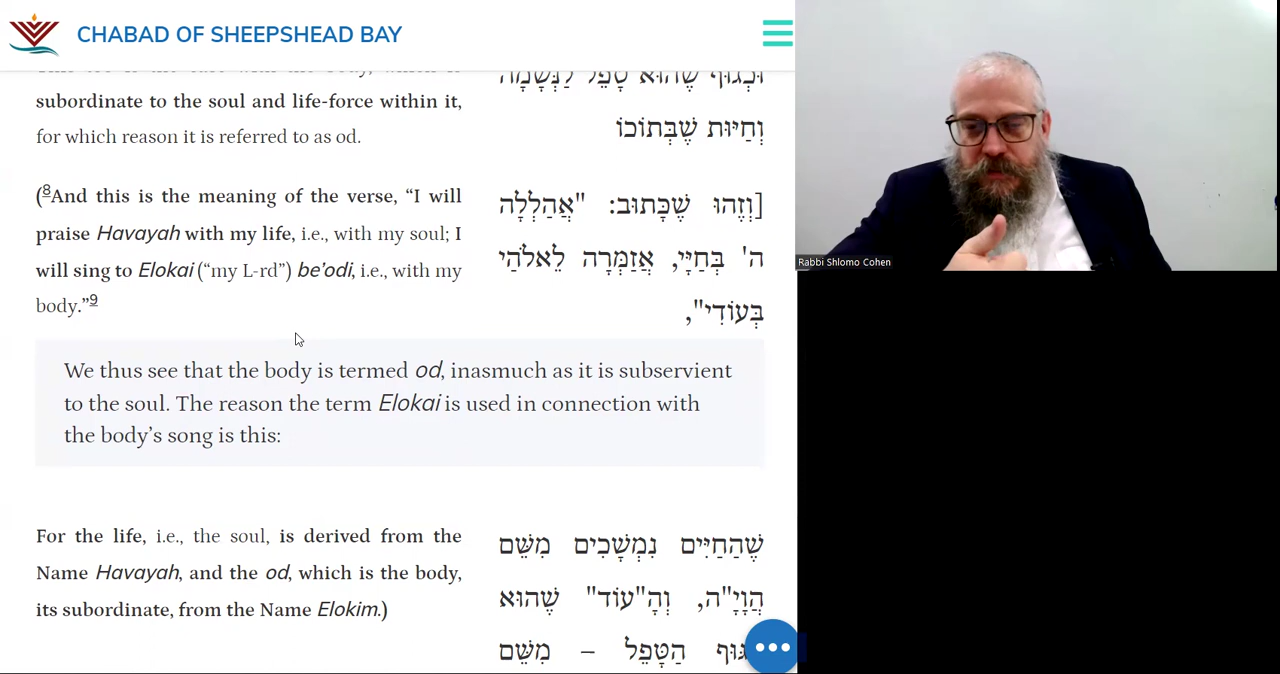 CHABAD OF SHEEPSHEAD BAY
subordinate to the soul and life-force within it,
for which reason it is referred to as od.
וּכְגוּף שֶׁהוּא טָפֵל לַנְּשָׁמָה
וְחַיּוּת שֶׁבְּתוֹכוֹ
(8And this is the meaning of the verse, “I will
praise Havayah with my life, i.e., with my soul; I
will sing to Elokai (“my L-rd”) be’odi, i.e., with my
body.”9
[וְזֶהוּ שֶׁכָּתוּב: "אֲהַלְלָה
ה' בְּחַיָּי, אֲזַמְּרָה לֵאלֹהַי
בְּעוֹדִי",
We thus see that the body is termed od, inasmuch as it is subservient
to the soul. The reason the term Elokai is used in connection with
the body’s song is this:
For the life, i.e., the soul, is derived from the
Name Havayah, and the od, which is the body,
its subordinate, from the Name Elokim.)
שֶׁהַחַיִּים נִמְשָׁכִים מִשֵּׁם
הֲוָיָ"ה, וְהָ"עוֹד" שֶׁהוּא
הַטָּפֵל – מִשֵּׁם
Rabbi Shlomo Cohen